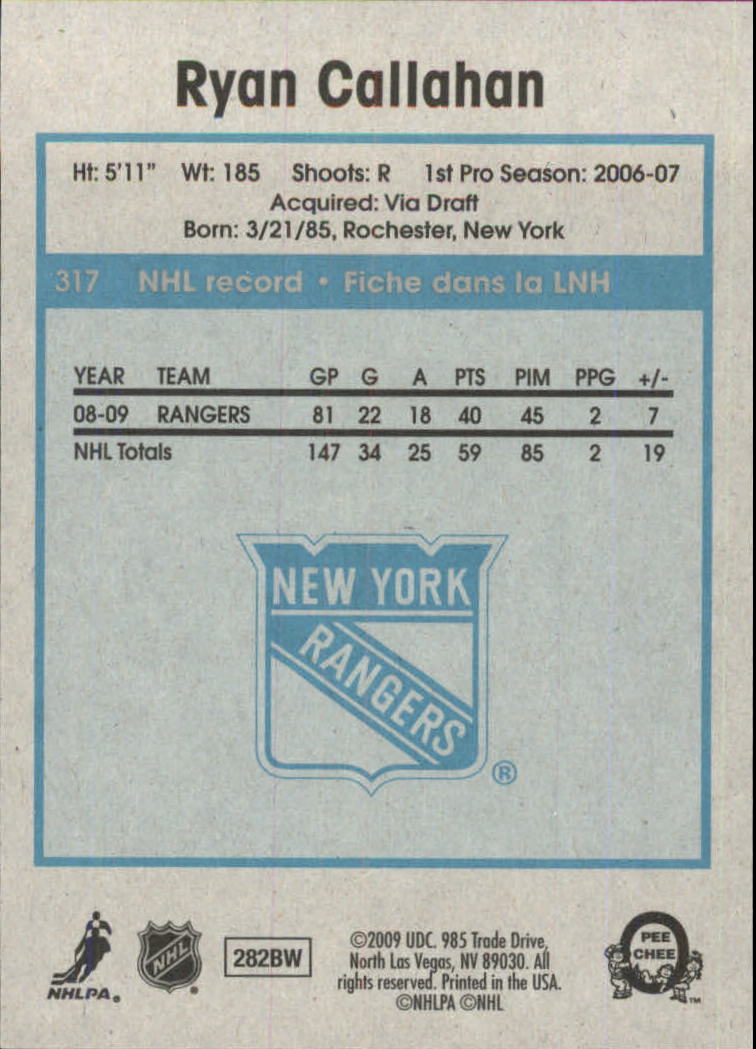 Ryan Callahan
Ht: 5'11" Wt: 185 Shoots: R 1st Pro Season: 2006-07
Acquired: Via Draft
Born: 3/21/85, Rochester, New York
317 NHL record • Fiche dans la LNH
YEAR TEAM GP G A PTS PIM PPG +/-
08-09 RANGERS 81 22 18 40 45 2 7
NHL Totals 147 34 25 59 85 2 19
NEW YORK
RANGERS
®
NHLPA®
NHL
282BW
©2009 UDC. 985 Trade Drive,
North Las Vegas, NV 89030. All
rights reserved. Printed in the USA.
©NHLPA ©NHL
O
PEE
CHEE
TM